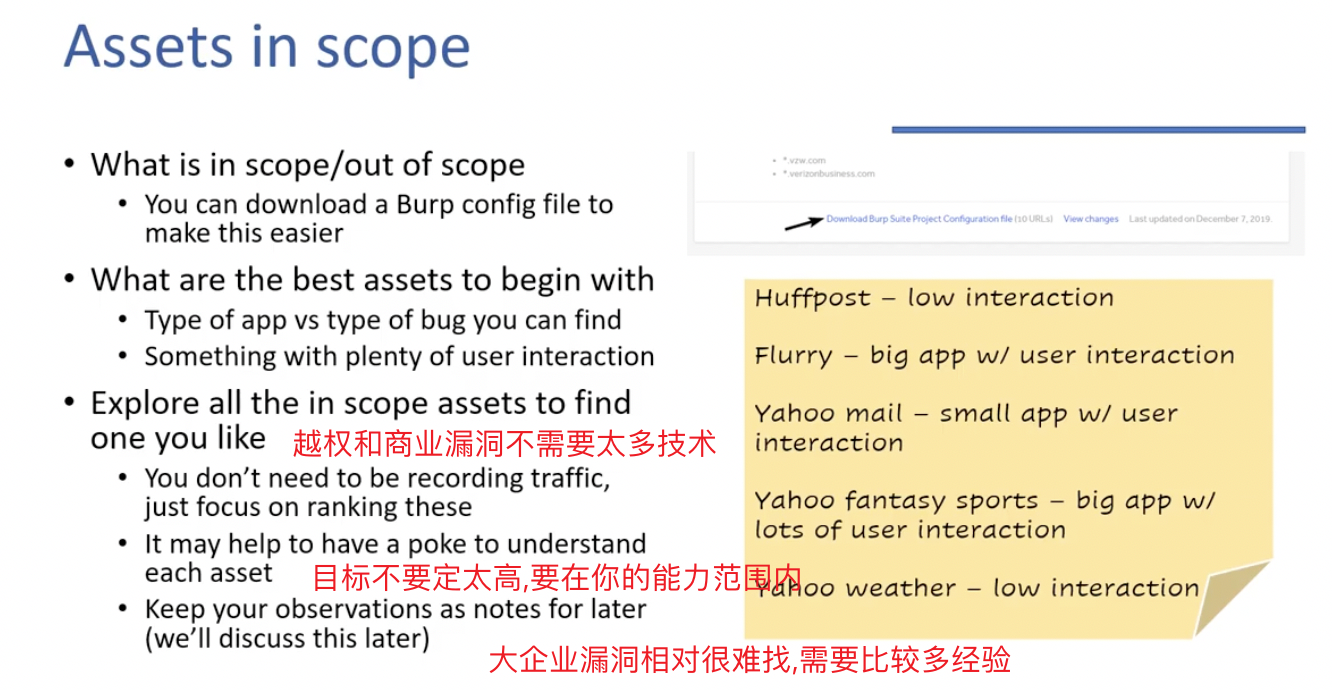 Assets in scope
• What is in scope/out of scope
• You can download a Burp config file to
make this easier
• What are the best assets to begin with
• Type of app vs type of bug you can find
• Something with plenty of user interaction
• Explore all the in scope assets to find
one you like
越权和商业漏洞不需要太多技术
• You don't need to be recording traffic,
just focus on ranking these
• It may help to have a poke to understand
each asset
目标不要定太高,要在你的能力范围内
• Keep your observations as notes for later
(we'll discuss this later)
大企业漏洞相对很难找,需要比较多经验
• *.vzw.com
• *.verizonbusiness.com
Download Burp Suite Project Configuration file (10 URLs) View changes Last updated on December 7, 2019.
Huffpost – low interaction
Flurry – big app w/ user interaction
Yahoo mail – small app w/ user
interaction
Yahoo fantasy sports – big app w/
lots of user interaction
Yahoo weather – low interaction